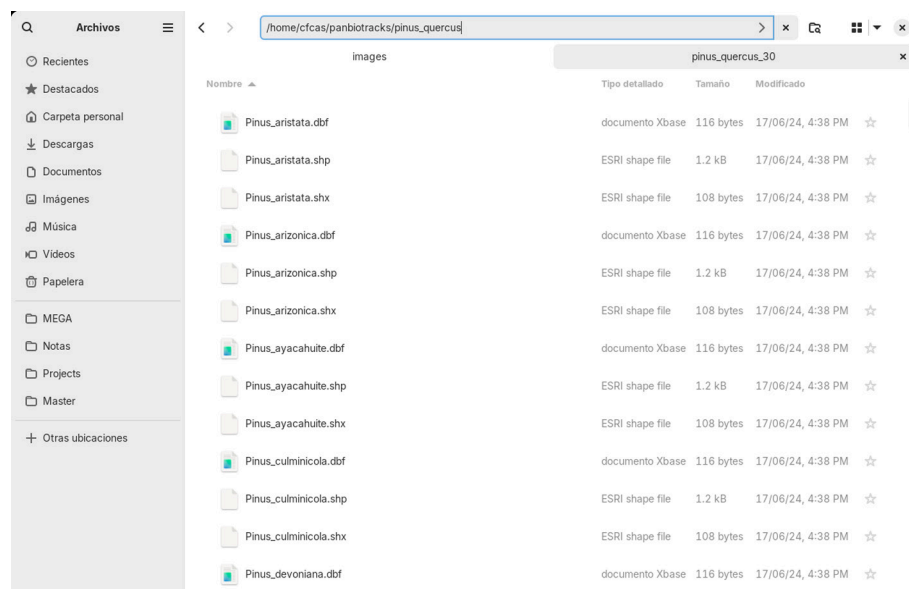 Archivos
/home/cfcas/panbiotracks/pinus_quercus
Recientes
Destacados
Carpeta personal
Descargas
Documentos
Imágenes
Música
Vídeos
Papelera
MEGA
Notas
Projects
Master
Otras ubicaciones
images
pinus_quercus_30
Nombre Tipo detallado Tamaño Modificado
Pinus_aristata.dbf documento Xbase 116 bytes 17/06/24, 4:38 PM
Pinus_aristata.shp ESRI shape file 1.2 kB 17/06/24, 4:38 PM
Pinus_aristata.shx ESRI shape file 108 bytes 17/06/24, 4:38 PM
Pinus_arizonica.dbf documento Xbase 116 bytes 17/06/24, 4:38 PM
Pinus_arizonica.shp ESRI shape file 1.2 kB 17/06/24, 4:38 PM
Pinus_arizonica.shx ESRI shape file 108 bytes 17/06/24, 4:38 PM
Pinus_ayacahuite.dbf documento Xbase 116 bytes 17/06/24, 4:38 PM
Pinus_ayacahuite.shp ESRI shape file 1.2 kB 17/06/24, 4:38 PM
Pinus_ayacahuite.shx ESRI shape file 108 bytes 17/06/24, 4:38 PM
Pinus_culminicola.dbf documento Xbase 116 bytes 17/06/24, 4:38 PM
Pinus_culminicola.shp ESRI shape file 1.2 kB 17/06/24, 4:38 PM
Pinus_culminicola.shx ESRI shape file 108 bytes 17/06/24, 4:38 PM
Pinus_devoniana.dbf documento Xbase 116 bytes 17/06/24, 4:38 PM